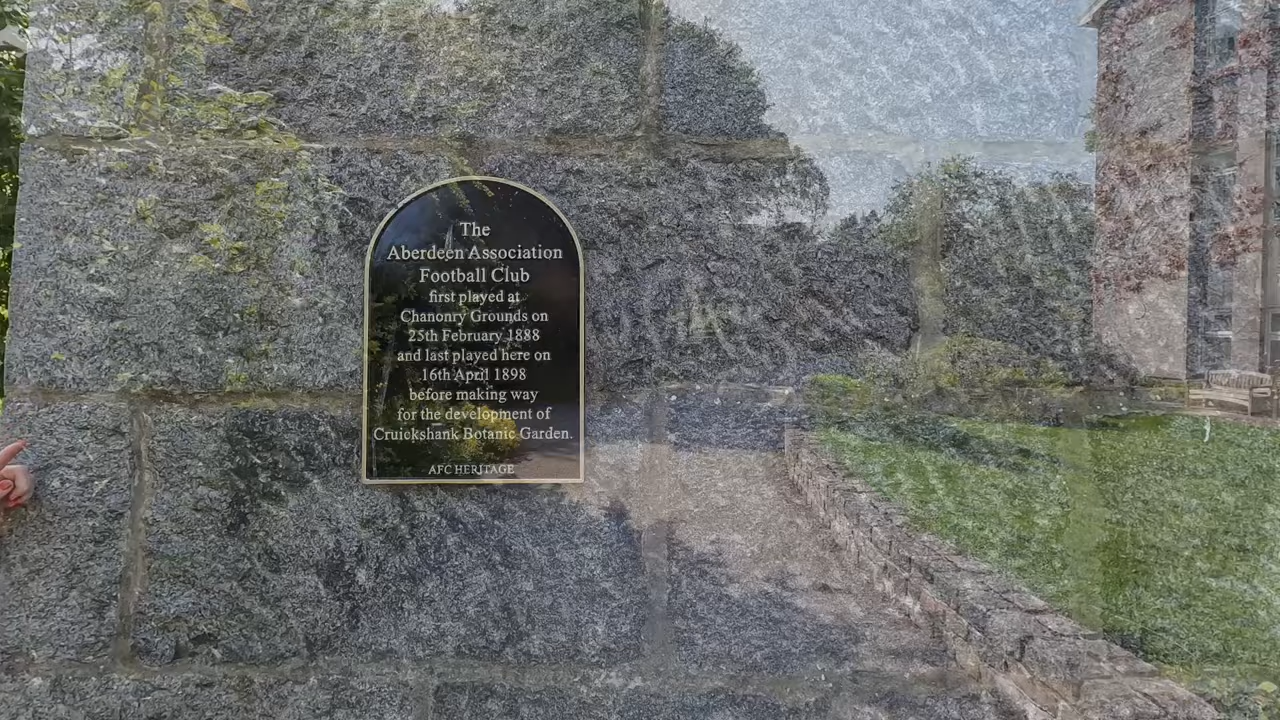 The
Aberdeen Association
Football Club
first played at
Chanonry Grounds on
25th February 1888
and last played here on
16th April 1898
before making way
for the development of
Cruickshank Botanic Garden.
AFC HERITAGE